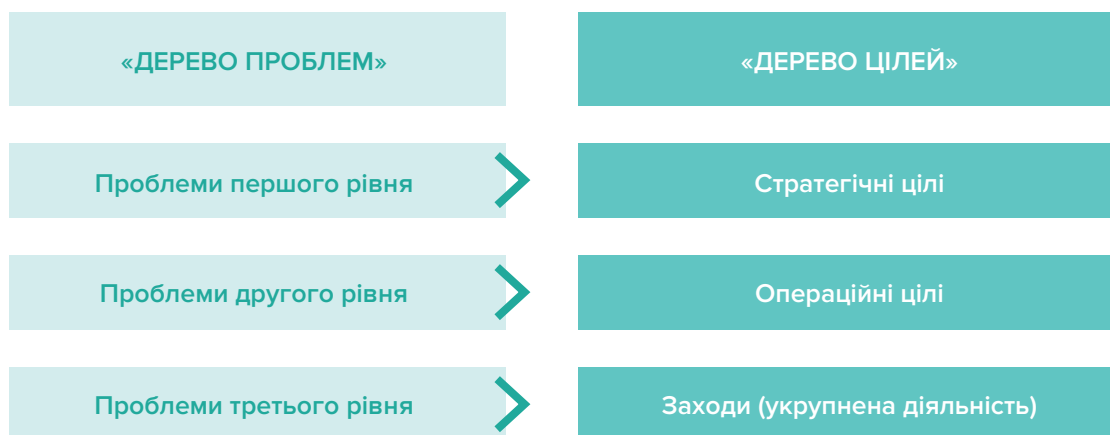 «ДЕРЕВО ПРОБЛЕМ»
«ДЕРЕВО ЦІЛЕЙ»
Проблеми першого рівня
Стратегічні цілі
Проблеми другого рівня
Операційні цілі
Проблеми третього рівня
Заходи (укрупнена діяльність)